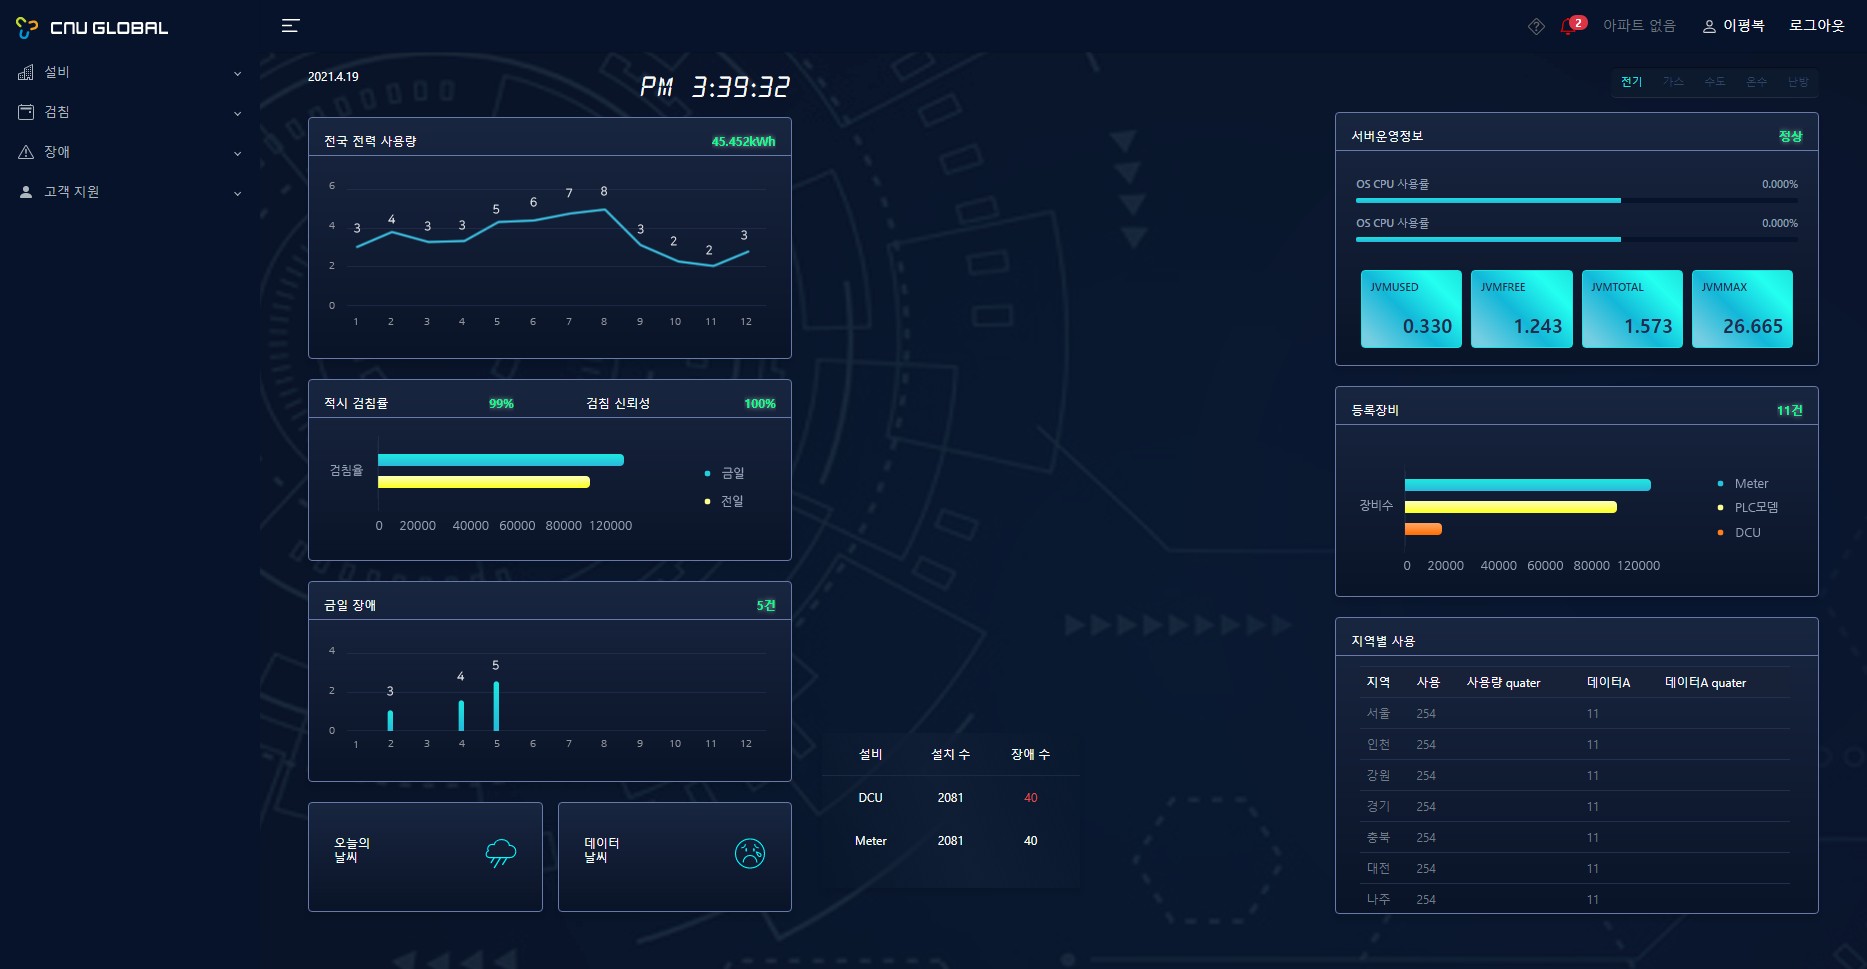 CNU GLOBAL
2
아파트 없음
이평복
로그아웃
설비
검침
장애
고객 지원
2021.4.19
PM 3:39:32
전기 가스 수도 온수 난방
전국 전력 사용량 45.452kWh
6
4
2
0
3 4 3 3 5 6 7 8 3 2 2 3
1 2 3 4 5 6 7 8 9 10 11 12
적시 검침률 99% 검침 신뢰성 100%
검침율
금일
전일
0 20000 40000 60000 80000 120000
금일 장애 5건
4
2
0
3 4 5
1 2 3 4 5 6 7 8 9 10 11 12
오늘의
날씨
데이터
날씨
설비 설치 수 장애 수
DCU 2081 40
Meter 2081 40
서버운영정보 정상
OS CPU 사용률 0.000%
OS CPU 사용률 0.000%
JVMUSED
0.330
JVMFREE
1.243
JVMTOTAL
1.573
JVMMAX
26.665
등록장비 11건
장비수
Meter
PLC모뎀
DCU
0 20000 40000 60000 80000 120000
지역별 사용
지역 사용 사용량 quater 데이터A 데이터A quater
서울 254 11
인천 254 11
강원 254 11
경기 254 11
충북 254 11
대전 254 11
나주 254 11